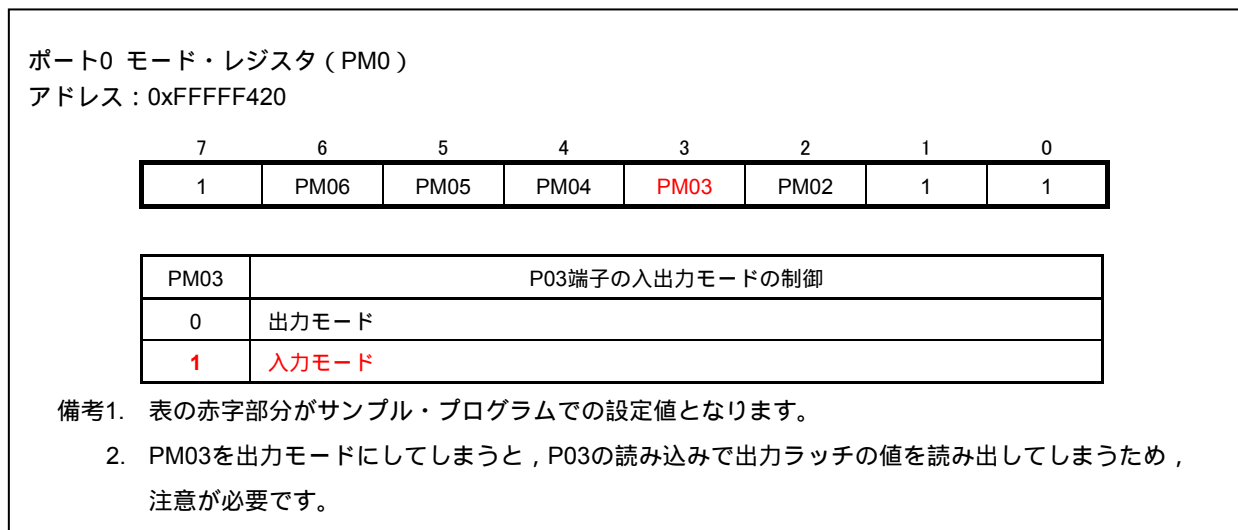 ポート0 モード・レジスタ（PM0）
アドレス：0xFFFFF420
7 6 5 4 3 2 1 0
1 PM06 PM05 PM04 PM03 PM02 1 1
PM03 P03端子の入出力モードの制御
0 出力モード
1 入力モード
備考1. 表の赤字部分がサンプル・プログラムでの設定値となります。
2. PM03を出力モードにしてしまうと，P03の読み込みで出力ラッチの値を読み出してしまうため，
注意が必要です。